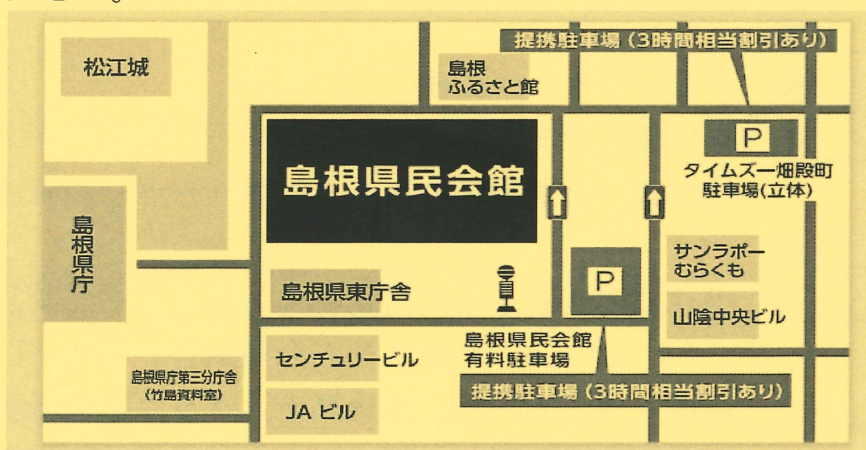 提携駐車場（3時間相当割引あり）
松江城
島根
ふるさと館
P
タイムズ一畑殿町
駐車場(立体)
島根県民会館
島根県庁
サンラポー
むらくも
P
島根県東庁舎
山陰中央ビル
島根県民会館
有料駐車場
センチュリービル
島根県庁第三分庁舎
（竹島資料室）
提携駐車場（3時間相当割引あり）
JA ビル